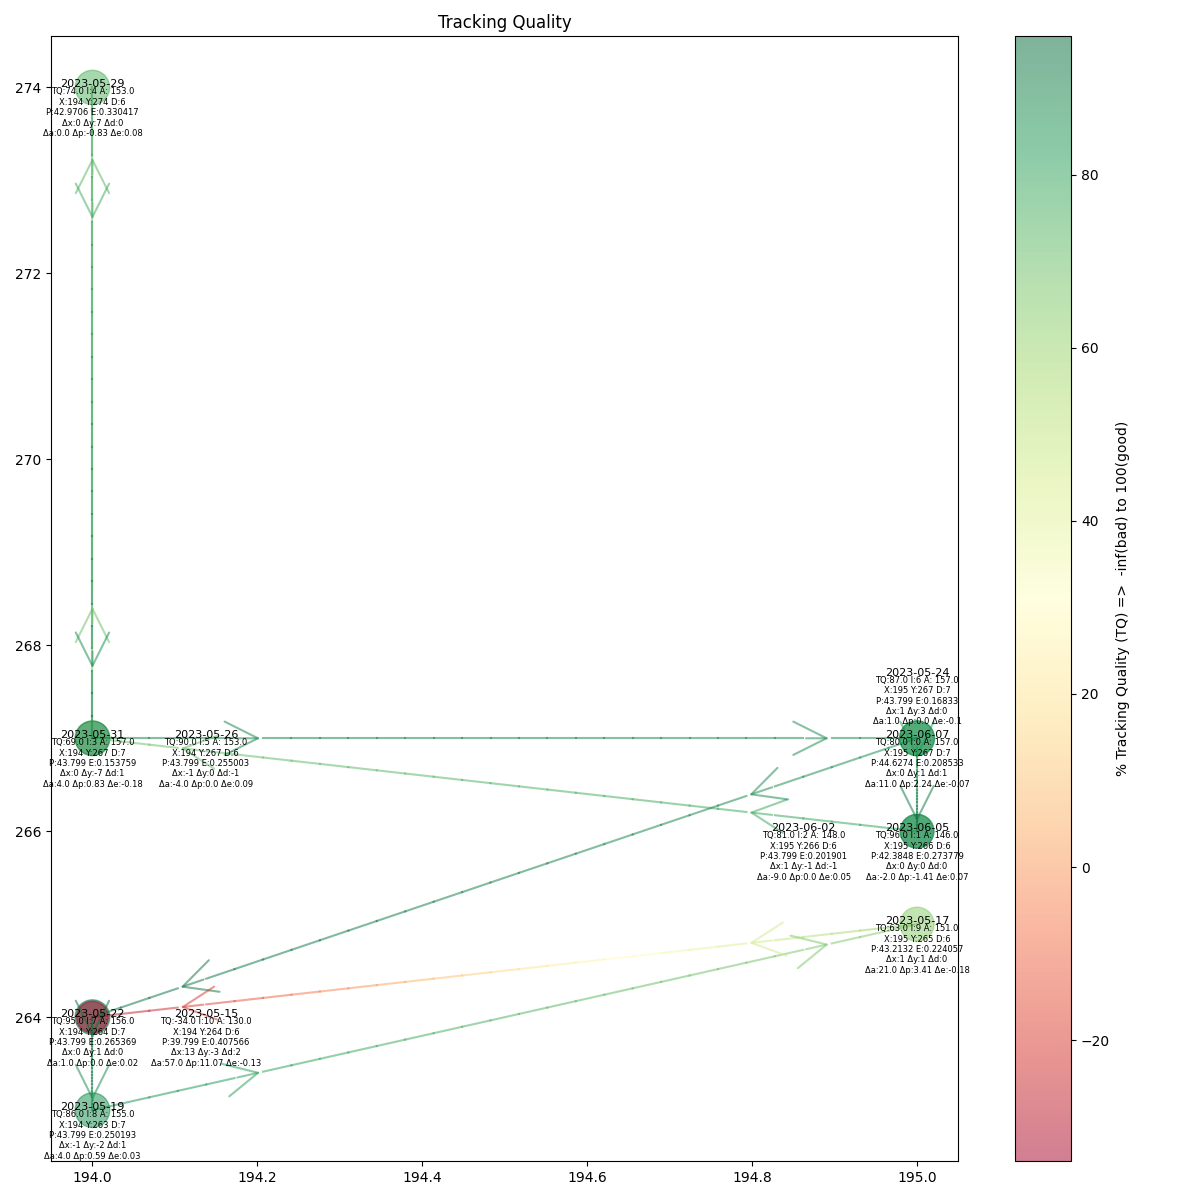 Tracking Quality
274
272
270
268
266
264
2023-05-29
TQ:74.0 I:4 A: 153.0
X:194 Y:274 D:6
P:42.9706 E:0.330417
Δx:0 Δy:7 Δd:0
Δa:0.0 Δp:-0.83 Δe:0.08
2023-05-31
TQ:69.0 I:3 A: 157.0
X:194 Y:267 D:7
P:43.799 E:0.153759
Δx:0 Δy:-7 Δd:1
Δa:4.0 Δp:0.83 Δe:-0.18
2023-05-26
TQ:90.0 I:5 A: 153.0
X:194 Y:267 D:6
P:43.799 E:0.255003
Δx:-1 Δy:0 Δd:-1
Δa:-4.0 Δp:0.0 Δe:0.09
2023-05-24
TQ:87.0 I:6 A: 157.0
X:195 Y:267 D:7
P:43.799 E:0.16833
Δx:1 Δy:3 Δd:0
Δa:1.0 Δp:0.0 Δe:-0.1
2023-06-07
TQ:80.0 I:0 A: 157.0
X:195 Y:267 D:7
P:44.6274 E:0.208533
Δx:0 Δy:1 Δd:1
Δa:11.0 Δp:2.24 Δe:-0.07
2023-06-02
TQ:81.0 I:2 A: 148.0
X:195 Y:266 D:6
P:43.799 E:0.201901
Δx:1 Δy:-1 Δd:-1
Δa:-9.0 Δp:0.0 Δe:0.05
2023-06-05
TQ:96.0 I:1 A: 146.0
X:195 Y:266 D:6
P:42.3848 E:0.273779
Δx:0 Δy:0 Δd:0
Δa:-2.0 Δp:-1.41 Δe:0.07
2023-05-17
TQ:63.0 I:9 A: 151.0
X:195 Y:265 D:6
P:43.2132 E:0.224057
Δx:1 Δy:1 Δd:0
Δa:21.0 Δp:3.41 Δe:-0.18
2023-05-22
TQ:95.0 I:7 A: 156.0
X:194 Y:264 D:7
P:43.799 E:0.265369
Δx:0 Δy:1 Δd:0
Δa:1.0 Δp:0.0 Δe:0.02
2023-05-15
TQ:-34.0 I:10 A: 130.0
X:194 Y:264 D:6
P:39.799 E:0.407566
Δx:13 Δy:-3 Δd:2
Δa:57.0 Δp:11.07 Δe:-0.13
2023-05-19
TQ:86.0 I:8 A: 155.0
X:194 Y:263 D:7
P:43.799 E:0.250193
Δx:-1 Δy:-2 Δd:1
Δa:4.0 Δp:0.59 Δe:0.03
194.0 194.2 194.4 194.6 194.8 195.0
80
60
40
20
0
−20
% Tracking Quality (TQ) => -inf(bad) to 100(good)